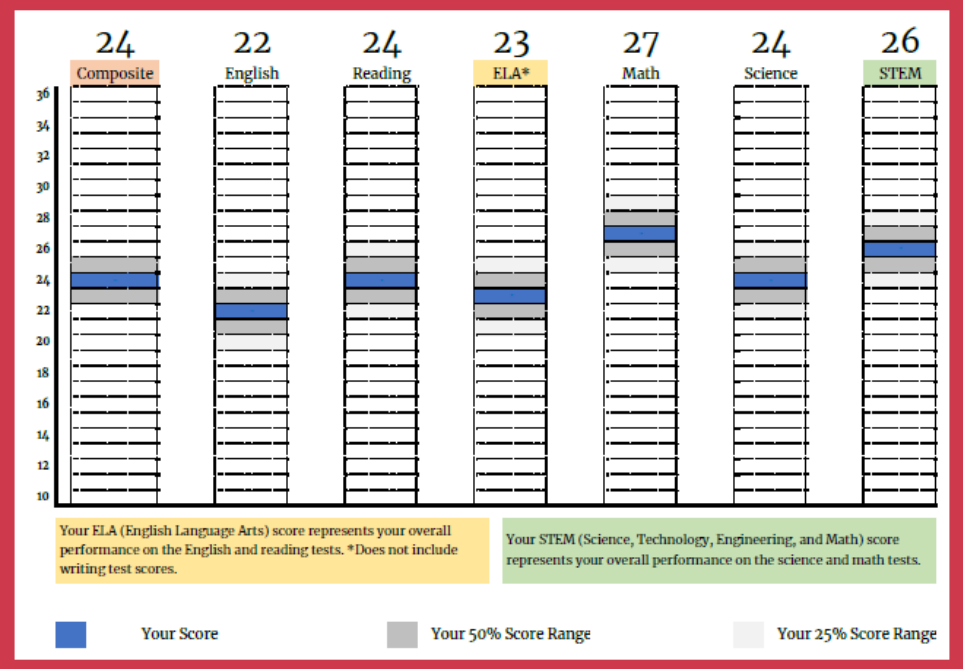 24 22 24 23 27 24 26
Composite English Reading ELA* Math Science STEM
36
34
32
30
28
26
24
22
20
18
16
14
12
10
Your ELA (English Language Arts) score represents your overall
performance on the English and reading tests. *Does not include
writing test scores.
Your STEM (Science, Technology, Engineering, and Math) score
represents your overall performance on the science and math tests.
Your Score Your 50% Score Range Your 25% Score Range